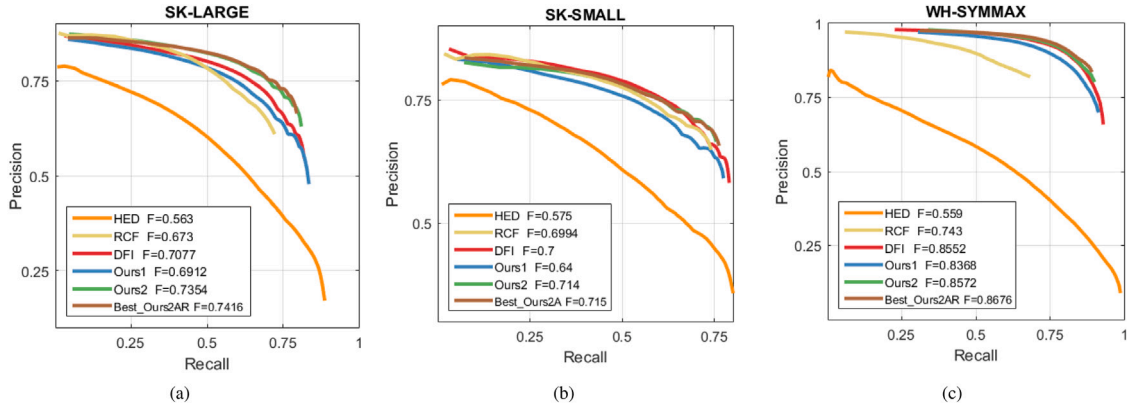 SK-LARGE
Precision
0.75
0.5
0.25
HED F=0.563
RCF F=0.673
DFI F=0.7077
Ours1 F=0.6912
Ours2 F=0.7354
Best_Ours2AR F=0.7416
0.25
0.5
0.75
1
Recall
(a)
SK-SMALL
Precision
0.75
0.5
HED F=0.575
RCF F=0.6994
DFI F=0.7
Ours1 F=0.64
Ours2 F=0.714
Best_Ours2A F=0.715
0.25
0.5
0.75
Recall
(b)
WH-SYMMAX
Precision
1
0.75
0.5
0.25
HED F=0.559
RCF F=0.743
DFI F=0.8552
Ours1 F=0.8368
Ours2 F=0.8572
Best_Ours2AR F=0.8676
0.25
0.5
0.75
1
Recall
(c)